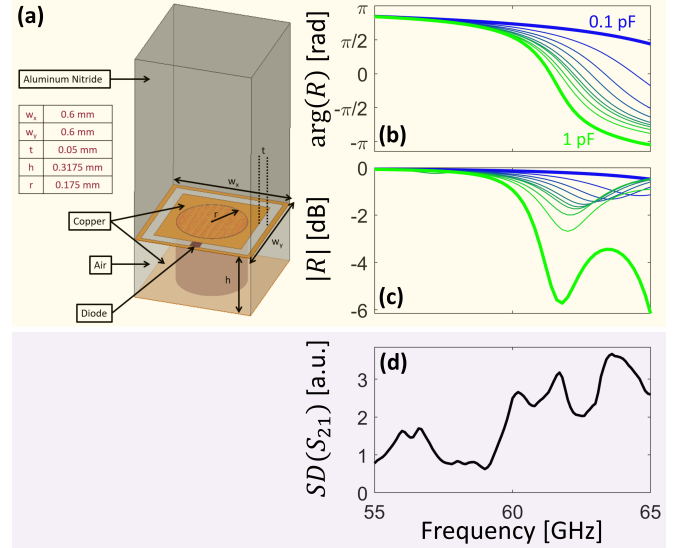 (a)
Aluminum Nitride
wx 0.6 mm
wy 0.6 mm
t 0.05 mm
h 0.3175 mm
r 0.175 mm
Copper
Air
Diode
wx
t
r
wy
h
arg(R) [rad]
π
π/2
0
-π/2
-π
0.1 pF
1 pF
(b)
|R| [dB]
0
-2
-4
-6
(c)
SD(S21) [a.u.]
(d)
3
2
1
0
55
60
65
Frequency [GHz]